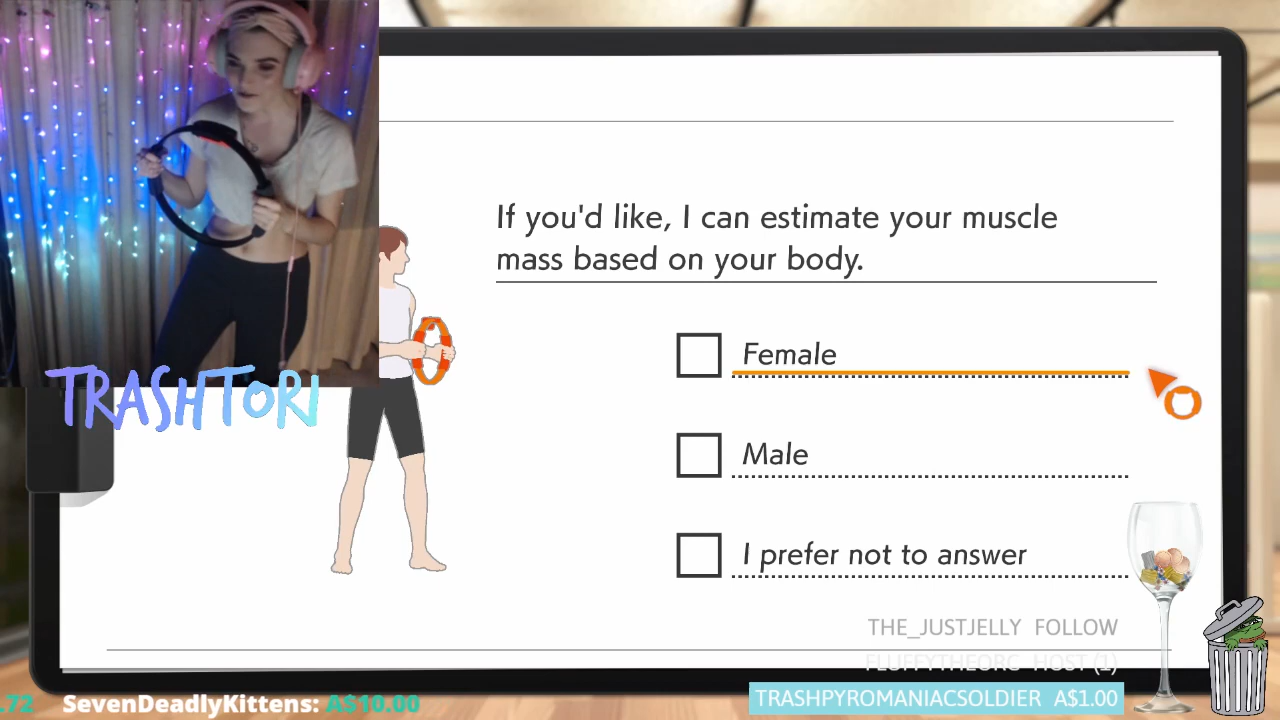 If you'd like, I can estimate your muscle
mass based on your body.
Female
Male
I prefer not to answer
TRASHTORI
THE_JUSTJELLY FOLLOW
FLUFFYTHEORC HOST (1)
TRASHPYROMANIACSOLDIER A$1.00
.72 SevenDeadlyKittens: A$10.00